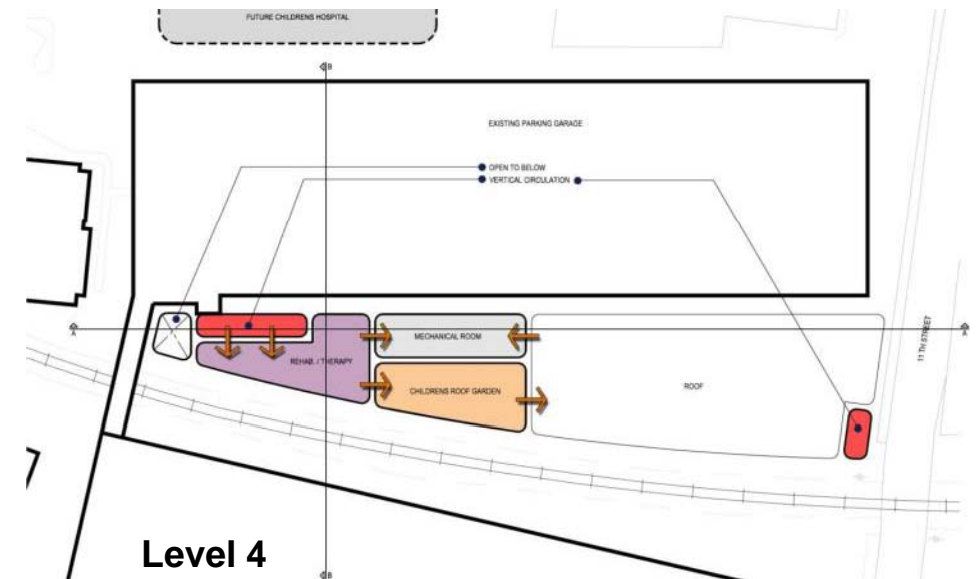 FUTURE CHILDRENS HOSPITAL
B
EXISTING PARKING GARAGE
OPEN TO BELOW
VERTICAL CIRCULATION
A
A
11 TH STREET
MECHANICAL ROOM
REHAB. / THERAPY
CHILDRENS ROOF GARDEN
ROOF
Level 4
B